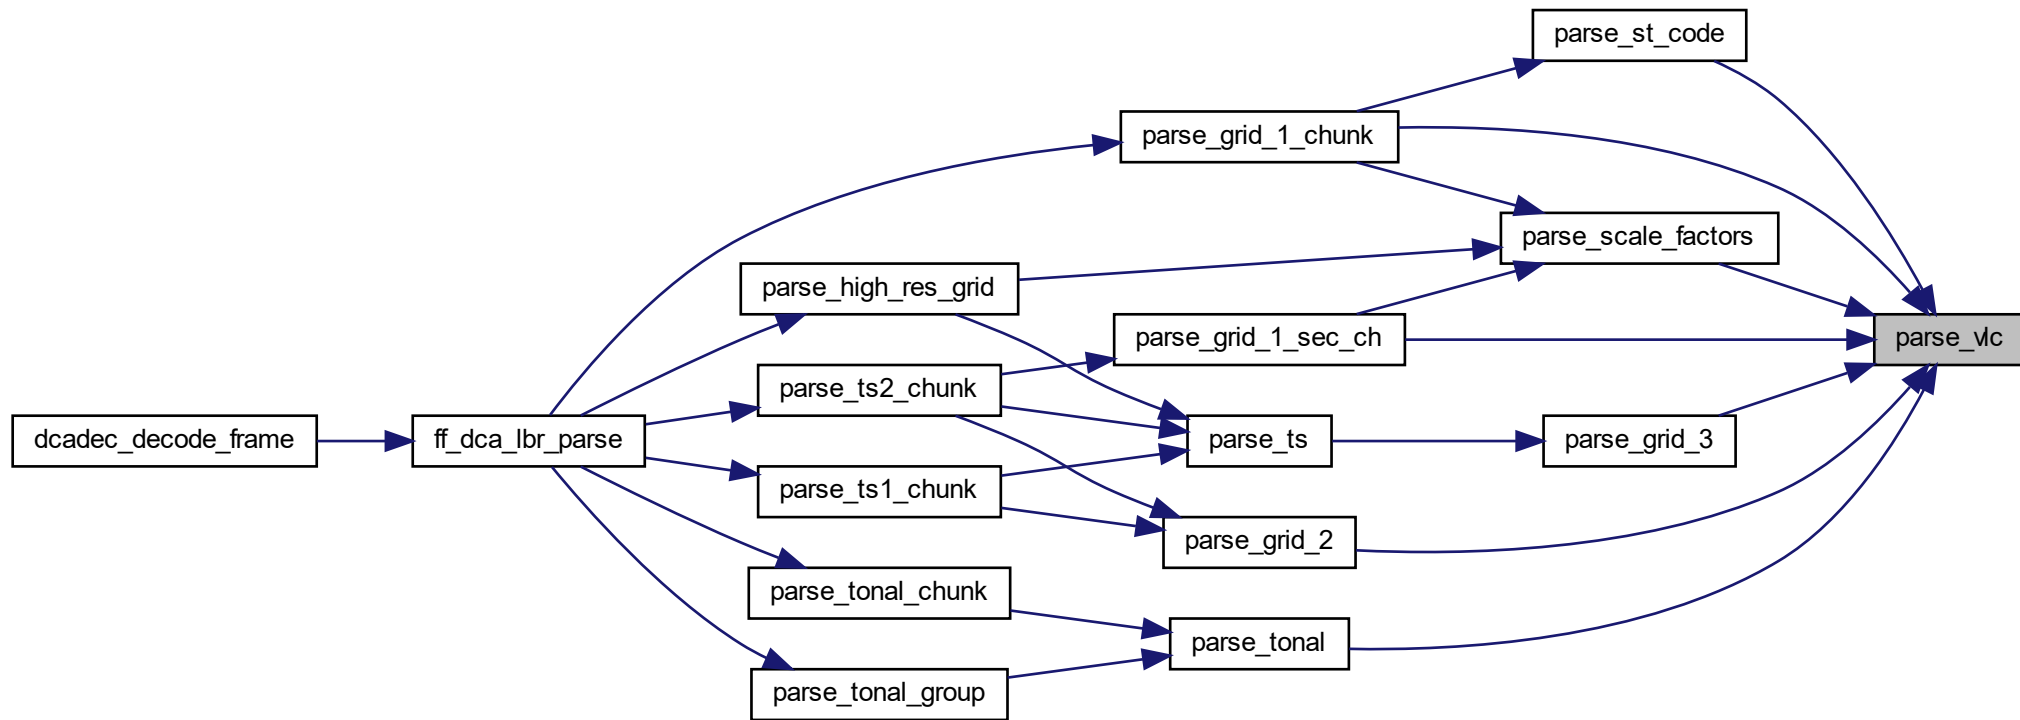 parse_st_code
parse_grid_1_chunk
parse_scale_factors
parse_high_res_grid
parse_grid_1_sec_ch
parse_vlc
parse_ts2_chunk
dcadec_decode_frame
ff_dca_lbr_parse
parse_ts
parse_grid_3
parse_ts1_chunk
parse_grid_2
parse_tonal_chunk
parse_tonal
parse_tonal_group